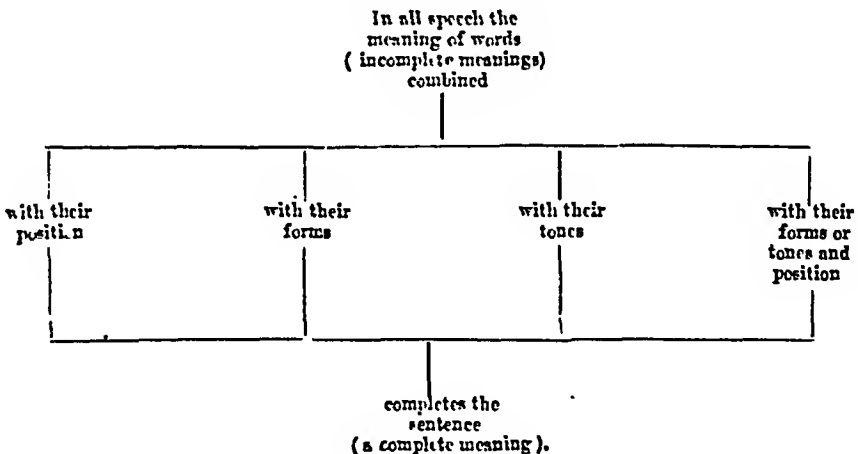 In all speech the
meaning of words
( incomplete meanings)
combined
with their
position
with their
forms
with their
tones
with their
forms or
tones and
position
completes the
sentence
( a complete meaning ).